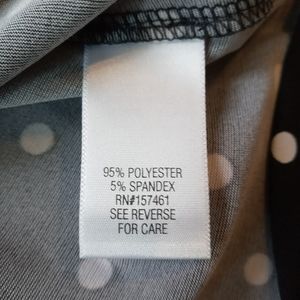 95% POLYESTER
5% SPANDEX
RN#157461
SEE REVERSE
FOR CARE